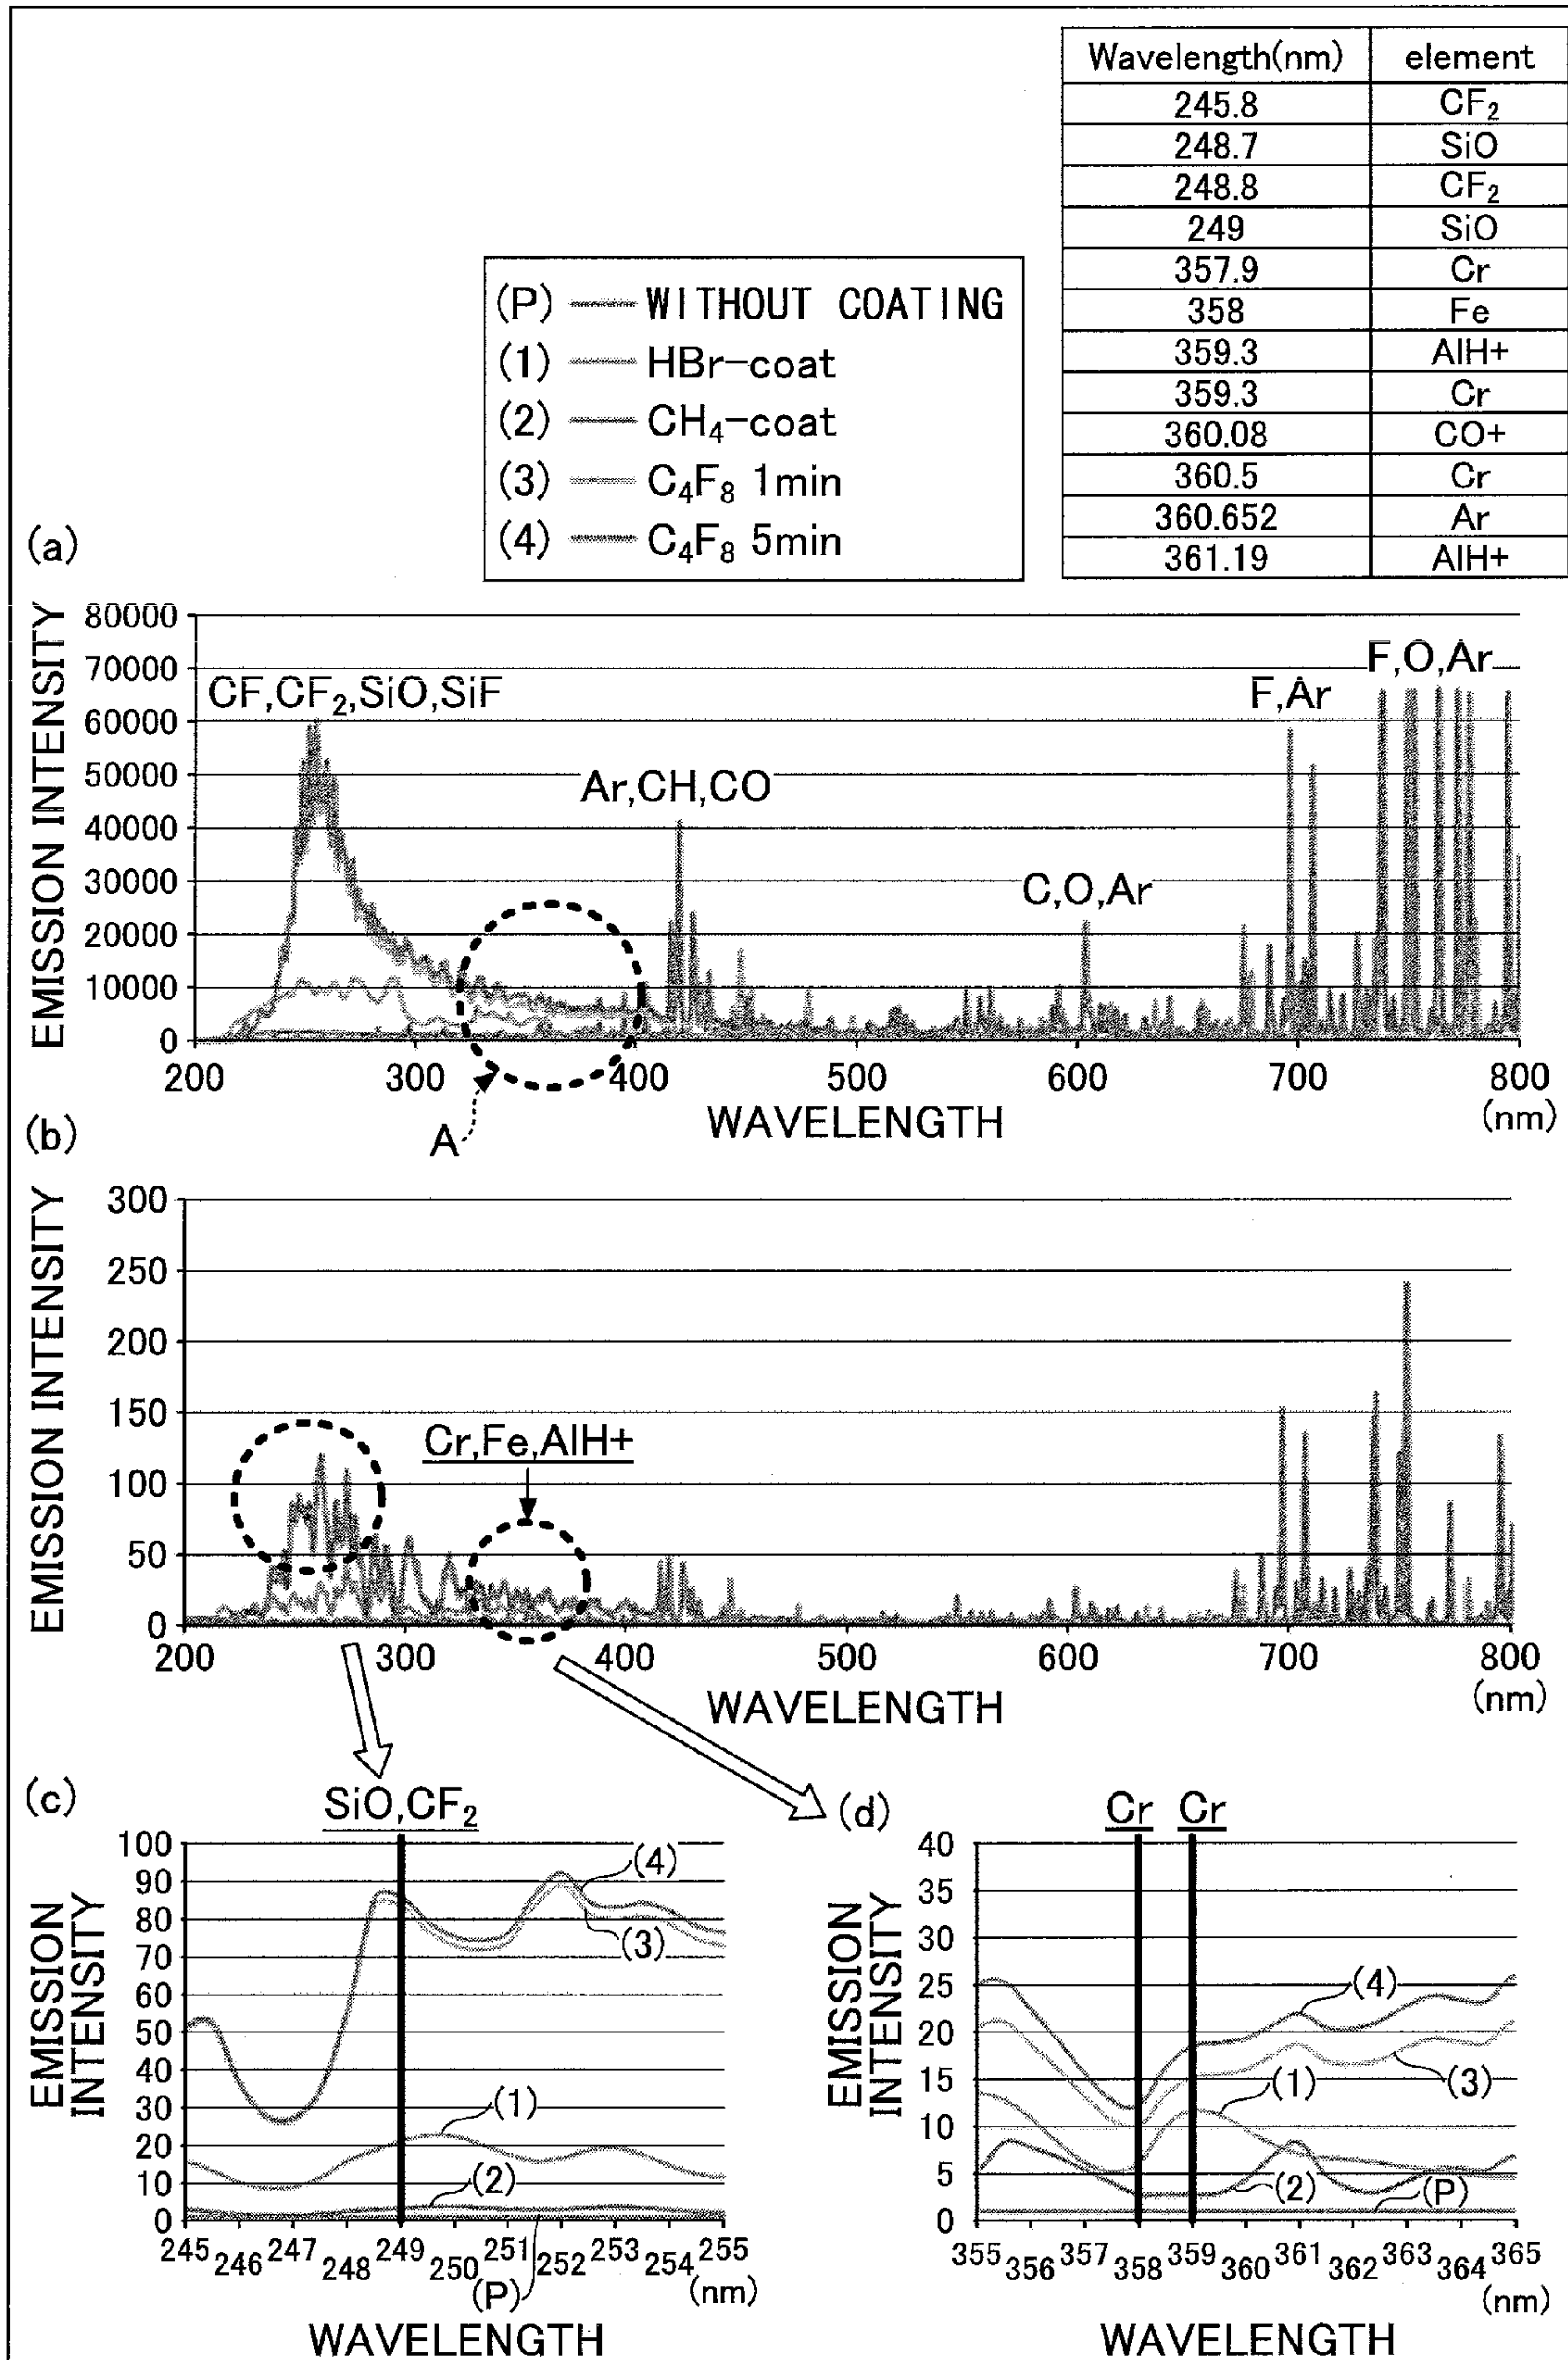 Wavelength(nm) element
245.8 CF₂
248.7 SiO
248.8 CF₂
249 SiO
357.9 Cr
358 Fe
359.3 AlH+
359.3 Cr
360.08 CO+
360.5 Cr
360.652 Ar
361.19 AlH+
(P) WITHOUT COATING
(1) HBr-coat
(2) CH₄-coat
(3) C₄F₈ 1min
(4) C₄F₈ 5min
(a)
EMISSION INTENSITY
80000
70000
60000
50000
40000
30000
20000
10000
0
CF,CF₂,SiO,SiF
Ar,CH,CO
C,O,Ar
F,Ar
F,O,Ar
200 300 400 500 600 700 800
A
WAVELENGTH
(nm)
(b)
EMISSION INTENSITY
300
250
200
150
100
50
0
Cr,Fe,AlH+
200 300 400 500 600 700 800
WAVELENGTH
(nm)
(c)
SiO,CF₂
EMISSION
INTENSITY
100
90
80
70
60
50
40
30
20
10
0
(4)
(3)
(1)
(2)
(P)
245 246 247 248 249 250 251 252 253 254 255
(nm)
WAVELENGTH
(d)
Cr Cr
EMISSION
INTENSITY
40
35
30
25
20
15
10
5
0
(4)
(3)
(1)
(2)
(P)
355 356 357 358 359 360 361 362 363 364 365
(nm)
WAVELENGTH